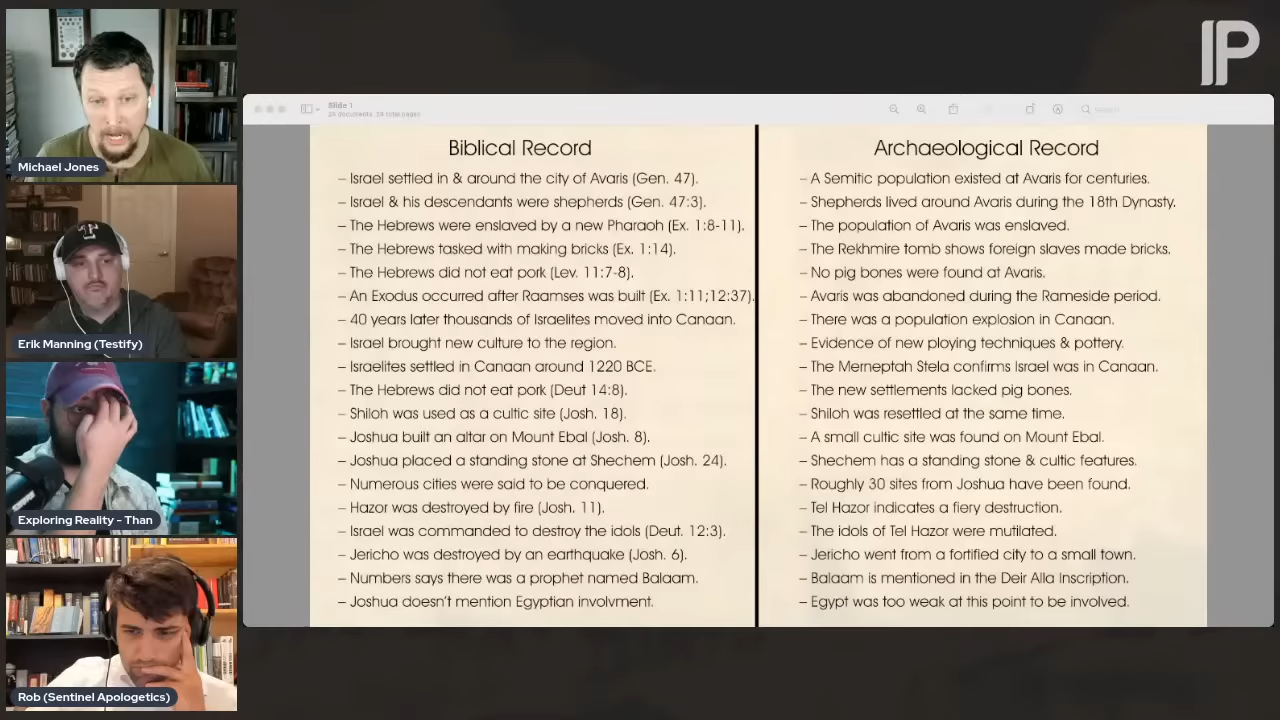 IP
Michael Jones
Erik Manning (Testify)
Exploring Reality - Than
Rob (Sentinel Apologetics)
Slide 1
24 documents, 24 total pages
Search
Biblical Record
– Israel settled in & around the city of Avaris (Gen. 47).
– Israel & his descendants were shepherds (Gen. 47:3).
– The Hebrews were enslaved by a new Pharaoh (Ex. 1:8-11).
– The Hebrews tasked with making bricks (Ex. 1:14).
– The Hebrews did not eat pork (Lev. 11:7-8).
– An Exodus occurred after Raamses was built (Ex. 1:11;12:37).
– 40 years later thousands of Israelites moved into Canaan.
– Israel brought new culture to the region.
– Israelites settled in Canaan around 1220 BCE.
– The Hebrews did not eat pork (Deut 14:8).
– Shiloh was used as a cultic site (Josh. 18).
– Joshua built an altar on Mount Ebal (Josh. 8).
– Joshua placed a standing stone at Shechem (Josh. 24).
– Numerous cities were said to be conquered.
– Hazor was destroyed by fire (Josh. 11).
– Israel was commanded to destroy the idols (Deut. 12:3).
– Jericho was destroyed by an earthquake (Josh. 6).
– Numbers says there was a prophet named Balaam.
– Joshua doesn't mention Egyptian involvment.
Archaeological Record
– A Semitic population existed at Avaris for centuries.
– Shepherds lived around Avaris during the 18th Dynasty.
– The population of Avaris was enslaved.
– The Rekhmire tomb shows foreign slaves made bricks.
– No pig bones were found at Avaris.
– Avaris was abandoned during the Rameside period.
– There was a population explosion in Canaan.
– Evidence of new ploying techniques & pottery.
– The Merneptah Stela confirms Israel was in Canaan.
– The new settlements lacked pig bones.
– Shiloh was resettled at the same time.
– A small cultic site was found on Mount Ebal.
– Shechem has a standing stone & cultic features.
– Roughly 30 sites from Joshua have been found.
– Tel Hazor indicates a fiery destruction.
– The idols of Tel Hazor were mutilated.
– Jericho went from a fortified city to a small town.
– Balaam is mentioned in the Deir Alla Inscription.
– Egypt was too weak at this point to be involved.